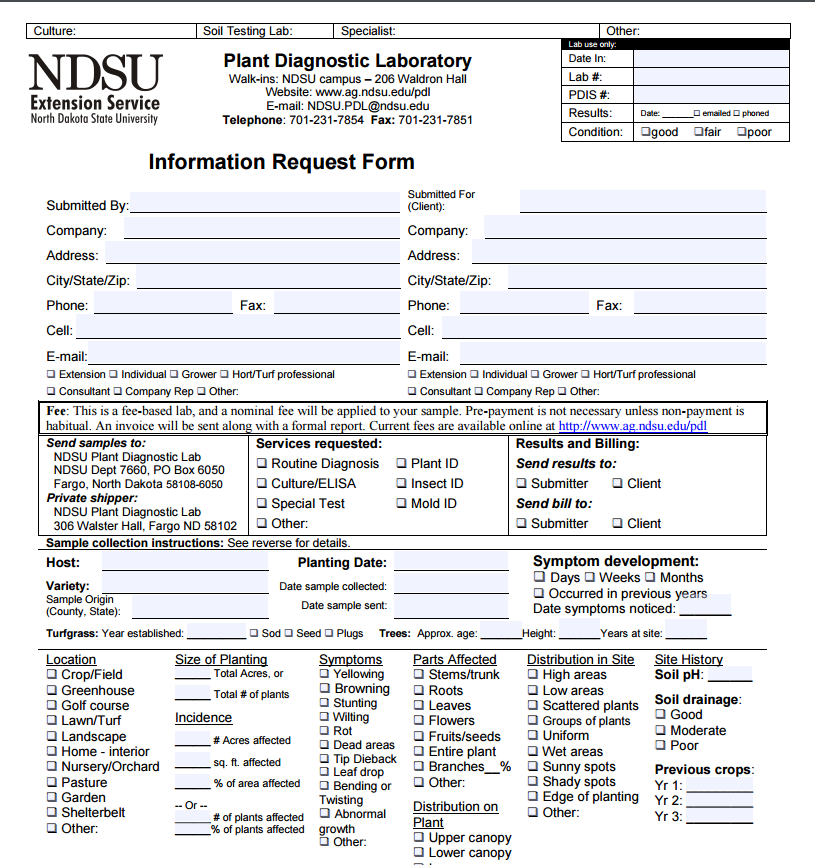 Culture: Soil Testing Lab: Specialist: Other:
NDSU
Extension Service
North Dakota State University
Plant Diagnostic Laboratory
Walk-ins: NDSU campus – 206 Waldron Hall
Website: www.ag.ndsu.edu/pdl
E-mail: NDSU.PDL@ndsu.edu
Telephone: 701-231-7854 Fax: 701-231-7851
Lab use only:
Date In:
Lab #:
PDIS #:
Results: Date: ______ ❑ emailed ❑ phoned
Condition: ❑good ❑fair ❑poor
Information Request Form
Submitted By:
Company:
Address:
City/State/Zip:
Phone: Fax:
Cell:
E-mail:
❑ Extension ❑ Individual ❑ Grower ❑ Hort/Turf professional
❑ Consultant ❑ Company Rep ❑ Other:
Submitted For
(Client):
Company:
Address:
City/State/Zip:
Phone: Fax:
Cell:
E-mail:
❑ Extension ❑ Individual ❑ Grower ❑ Hort/Turf professional
❑ Consultant ❑ Company Rep ❑ Other:
Fee: This is a fee-based lab, and a nominal fee will be applied to your sample. Pre-payment is not necessary unless non-payment is
habitual. An invoice will be sent along with a formal report. Current fees are available online at http://www.ag.ndsu.edu/pdl
Send samples to:
NDSU Plant Diagnostic Lab
NDSU Dept 7660, PO Box 6050
Fargo, North Dakota 58108-6050
Private shipper:
NDSU Plant Diagnostic Lab
306 Walster Hall, Fargo ND 58102
Services requested:
❑ Routine Diagnosis ❑ Plant ID
❑ Culture/ELISA ❑ Insect ID
❑ Special Test ❑ Mold ID
❑ Other:
Results and Billing:
Send results to:
❑ Submitter ❑ Client
Send bill to:
❑ Submitter ❑ Client
Sample collection instructions: See reverse for details.
Host:
Variety:
Sample Origin
(County, State):
Planting Date:
Date sample collected:
Date sample sent:
Symptom development:
❑ Days ❑ Weeks ❑ Months
❑ Occurred in previous years
Date symptoms noticed: ________
Turfgrass: Year established: ________ ❑ Sod ❑ Seed ❑ Plugs Trees: Approx. age: ______Height: ______Years at site: ______
Location
❑ Crop/Field
❑ Greenhouse
❑ Golf course
❑ Lawn/Turf
❑ Landscape
❑ Home - interior
❑ Nursery/Orchard
❑ Pasture
❑ Garden
❑ Shelterbelt
❑ Other:
Size of Planting
______ Total Acres, or
______ Total # of plants
Incidence
______ # Acres affected
______ sq. ft. affected
______ % of area affected
-- Or --
______ # of plants affected
______ % of plants affected
Symptoms
❑ Yellowing
❑ Browning
❑ Stunting
❑ Wilting
❑ Rot
❑ Dead areas
❑ Tip Dieback
❑ Leaf drop
❑ Bending or
Twisting
❑ Abnormal
growth
❑ Other:
Parts Affected
❑ Stems/trunk
❑ Roots
❑ Leaves
❑ Flowers
❑ Fruits/seeds
❑ Entire plant
❑ Branches__%
❑ Other:
Distribution on
Plant
❑ Upper canopy
❑ Lower canopy
Distribution in Site
❑ High areas
❑ Low areas
❑ Scattered plants
❑ Groups of plants
❑ Uniform
❑ Wet areas
❑ Sunny spots
❑ Shady spots
❑ Edge of planting
❑ Other:
Site History
Soil pH: ______
Soil drainage:
❑ Good
❑ Moderate
❑ Poor
Previous crops:
Yr 1: ________
Yr 2: ________
Yr 3: ________